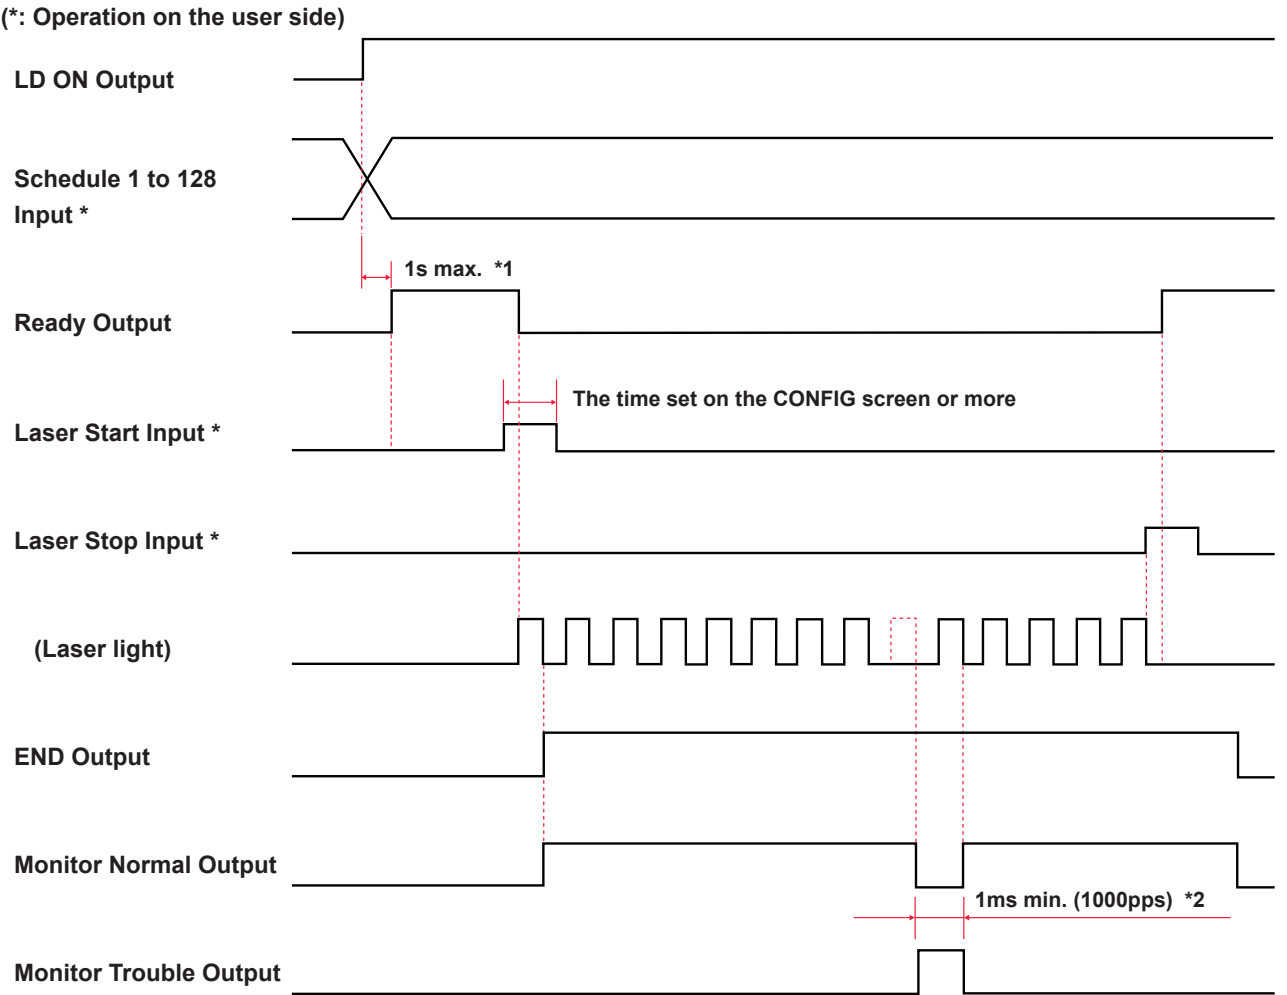 (*: Operation on the user side)
LD ON Output
Schedule 1 to 128
Input *
1s max. *1
Ready Output
The time set on the CONFIG screen or more
Laser Start Input *
Laser Stop Input *
(Laser light)
END Output
Monitor Normal Output
1ms min. (1000pps) *2
Monitor Trouble Output